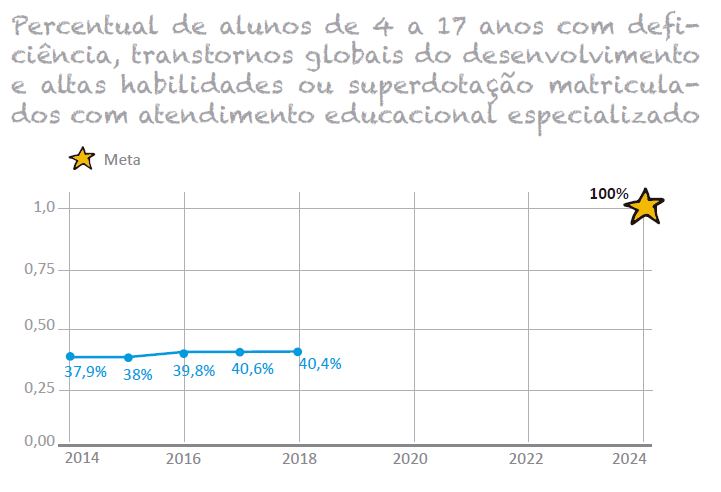 Percentual de alunos de 4 a 17 anos com defi-
ciência, transtornos globais do desenvolvimento
e altas habilidades ou superdotação matricula-
dos com atendimento educacional especializado
Meta
100%
1,0
0,75
0,50
0,25
0,00
37,9% 38% 39,8% 40,6% 40,4%
2014 2016 2018 2020 2022 2024